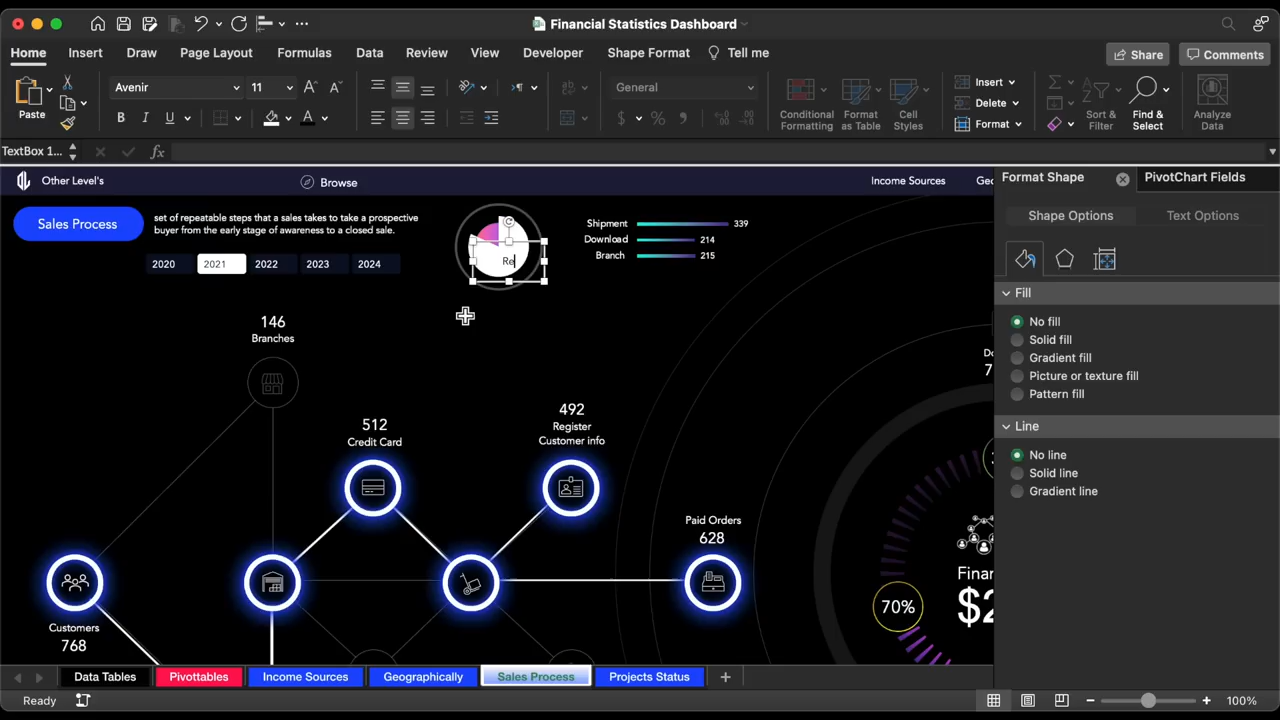 Financial Statistics Dashboard
Home Insert Draw Page Layout Formulas Data Review View Developer Shape Format Tell me
Share Comments
Paste
Avenir 11
B I U A
General
$ %
Conditional Formatting
Format as Table
Cell Styles
Insert
Delete
Format
Sort & Filter
Find & Select
Analyze Data
TextBox 1... fx
Other Level's Browse Income Sources Geo
Sales Process
set of repeatable steps that a sales takes to take a prospective
buyer from the early stage of awareness to a closed sale.
2020 2021 2022 2023 2024
Re
Shipment 339
Download 214
Branch 215
146
Branches
512
Credit Card
492
Register
Customer info
Paid Orders
628
Customers
768
Do
7
70%
Finan
$2
Format Shape PivotChart Fields
Shape Options Text Options
Fill
No fill
Solid fill
Gradient fill
Picture or texture fill
Pattern fill
Line
No line
Solid line
Gradient line
Data Tables Pivottables Income Sources Geographically Sales Process Projects Status +
Ready
100%